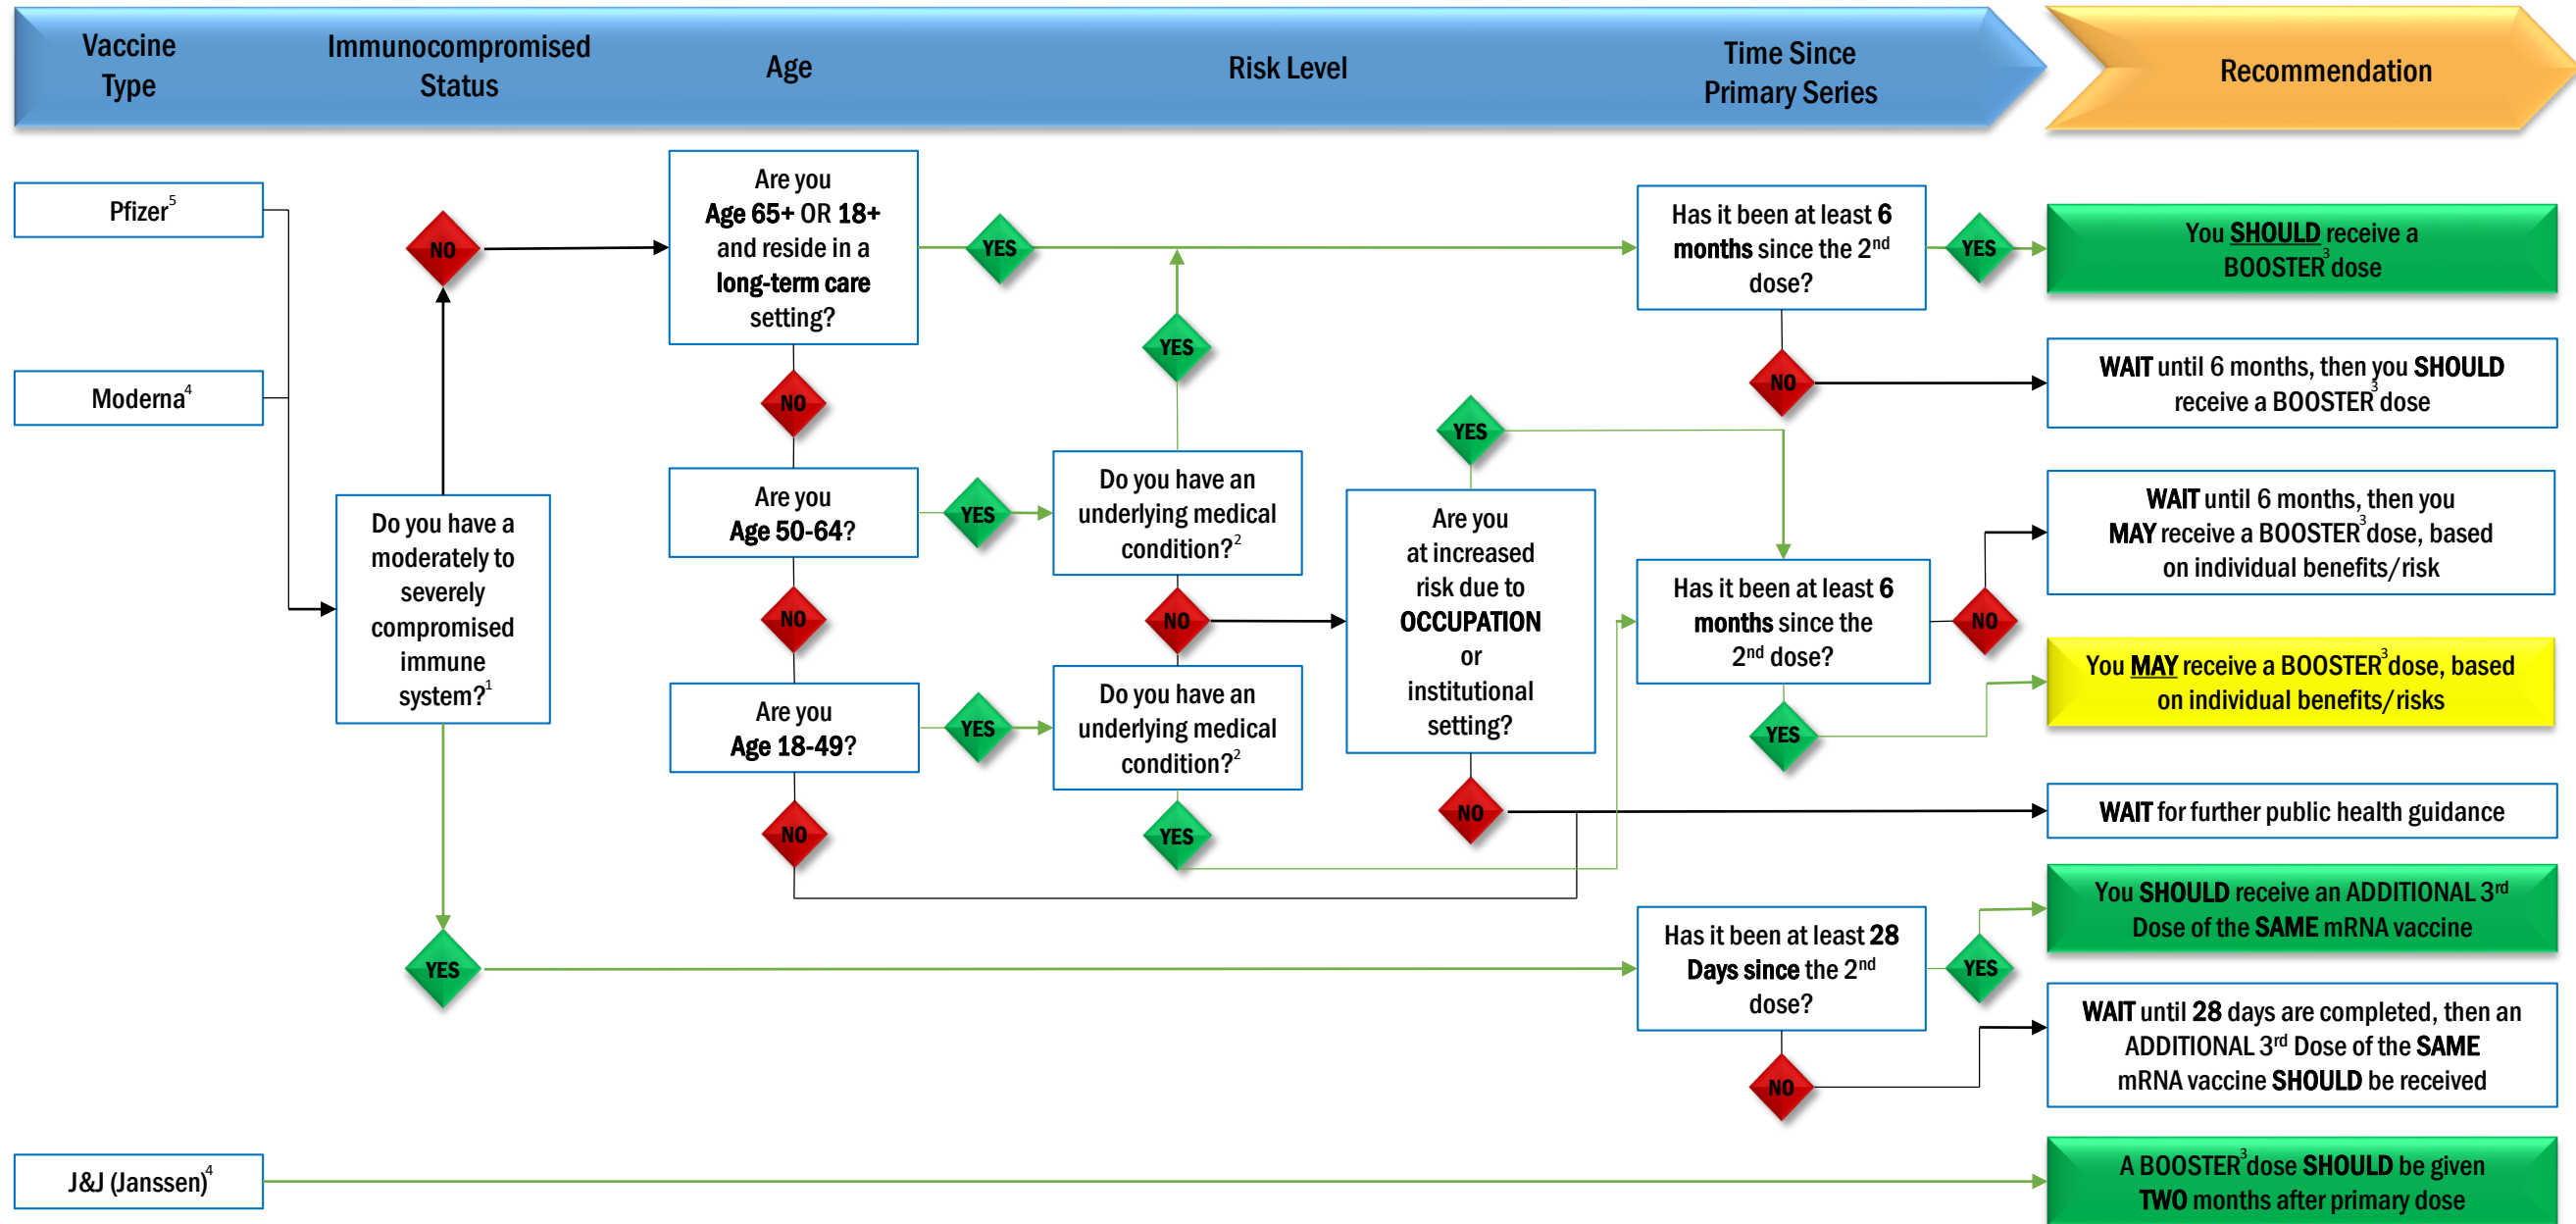 Vaccine
Type
Immunocompromised
Status
Age
Risk Level
Time Since
Primary Series
Recommendation
Pfizer5
Moderna4
J&J (Janssen)4
Do you have a
moderately to
severely
compromised
immune
system?1
NO
YES
Are you
Age 65+ OR 18+
and reside in a
long-term care
setting?
YES
NO
Are you
Age 50-64?
YES
NO
Are you
Age 18-49?
YES
NO
Do you have an
underlying medical
condition?2
YES
NO
Do you have an
underlying medical
condition?2
YES
Are you
at increased
risk due to
OCCUPATION
or
institutional
setting?
YES
NO
Has it been at least 6
months since the 2nd
dose?
YES
NO
Has it been at least 6
months since the
2nd dose?
NO
YES
Has it been at least 28
Days since the 2nd
dose?
YES
NO
You SHOULD receive a
BOOSTER3 dose
WAIT until 6 months, then you SHOULD
receive a BOOSTER3 dose
WAIT until 6 months, then you
MAY receive a BOOSTER3 dose, based
on individual benefits/risk
You MAY receive a BOOSTER3 dose, based
on individual benefits/risks
WAIT for further public health guidance
You SHOULD receive an ADDITIONAL 3rd
Dose of the SAME mRNA vaccine
WAIT until 28 days are completed, then an
ADDITIONAL 3rd Dose of the SAME
mRNA vaccine SHOULD be received
A BOOSTER3 dose SHOULD be given
TWO months after primary dose